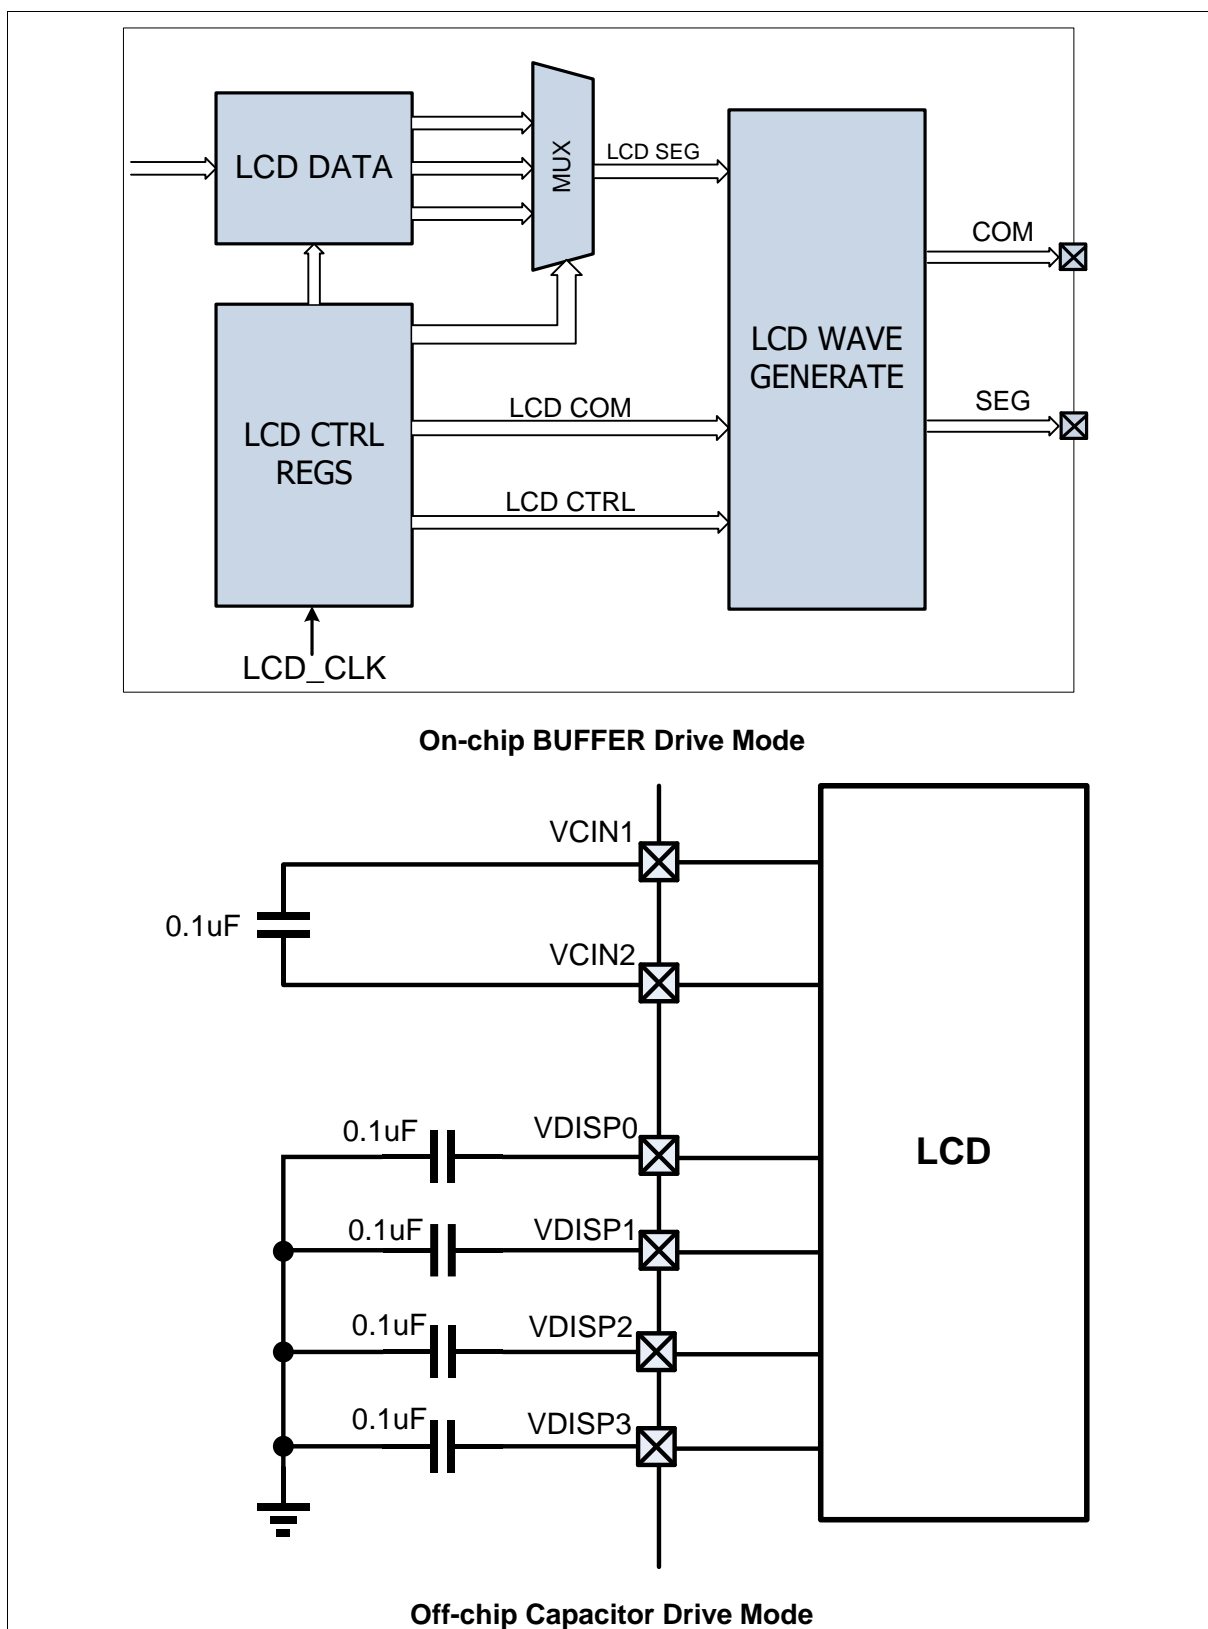 LCD DATA
MUX
LCD SEG
COM
LCD WAVE
GENERATE
SEG
LCD COM
LCD CTRL
REGS
LCD CTRL
LCD_CLK
On-chip BUFFER Drive Mode
VCIN1
0.1uF
VCIN2
0.1uF
VDISP0
LCD
0.1uF
VDISP1
0.1uF
VDISP2
0.1uF
VDISP3
Off-chip Capacitor Drive Mode